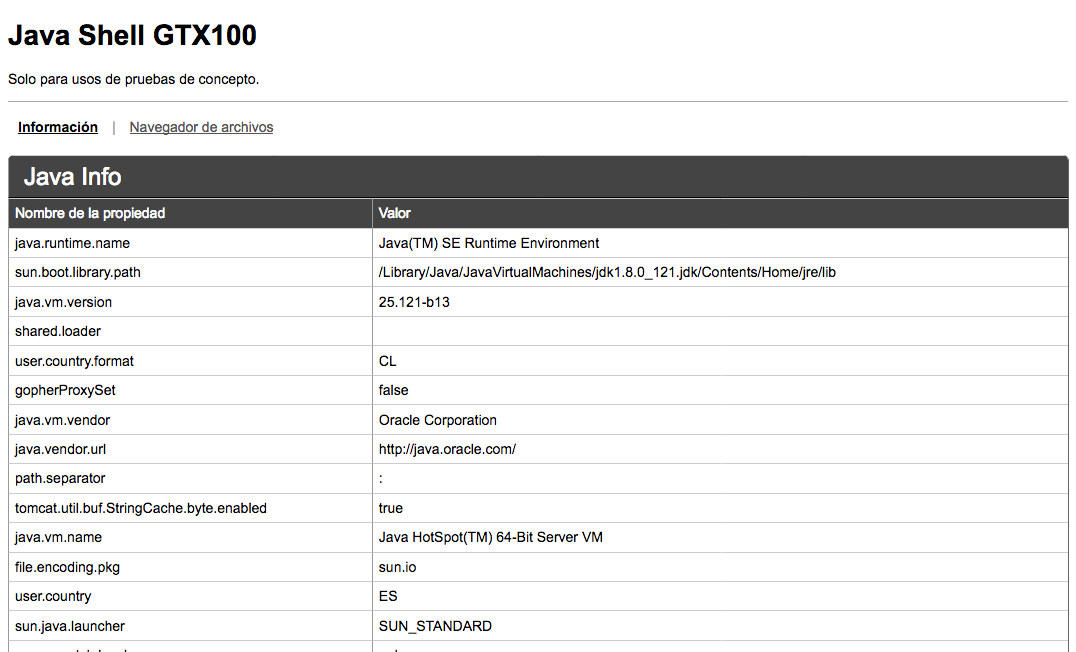 Java Shell GTX100
Solo para usos de pruebas de concepto.
Información | Navegador de archivos
Java Info
Nombre de la propiedad Valor
java.runtime.name Java(TM) SE Runtime Environment
sun.boot.library.path /Library/Java/JavaVirtualMachines/jdk1.8.0_121.jdk/Contents/Home/jre/lib
java.vm.version 25.121-b13
shared.loader
user.country.format CL
gopherProxySet false
java.vm.vendor Oracle Corporation
java.vendor.url http://java.oracle.com/
path.separator :
tomcat.util.buf.StringCache.byte.enabled true
java.vm.name Java HotSpot(TM) 64-Bit Server VM
file.encoding.pkg sun.io
user.country ES
sun.java.launcher SUN_STANDARD